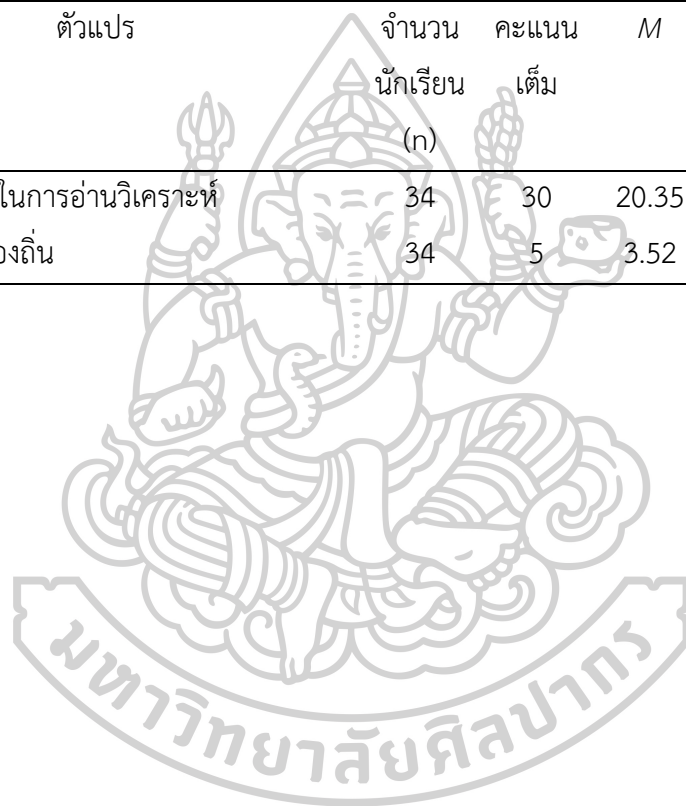 ตัวแปร จำนวน คะแนน M
นักเรียน เต็ม
(n)
ในการอ่านวิเคราะห์ 34 30 20.35
องถิ่น 34 5 3.52
มหาวิทยาลัยศิลปากร